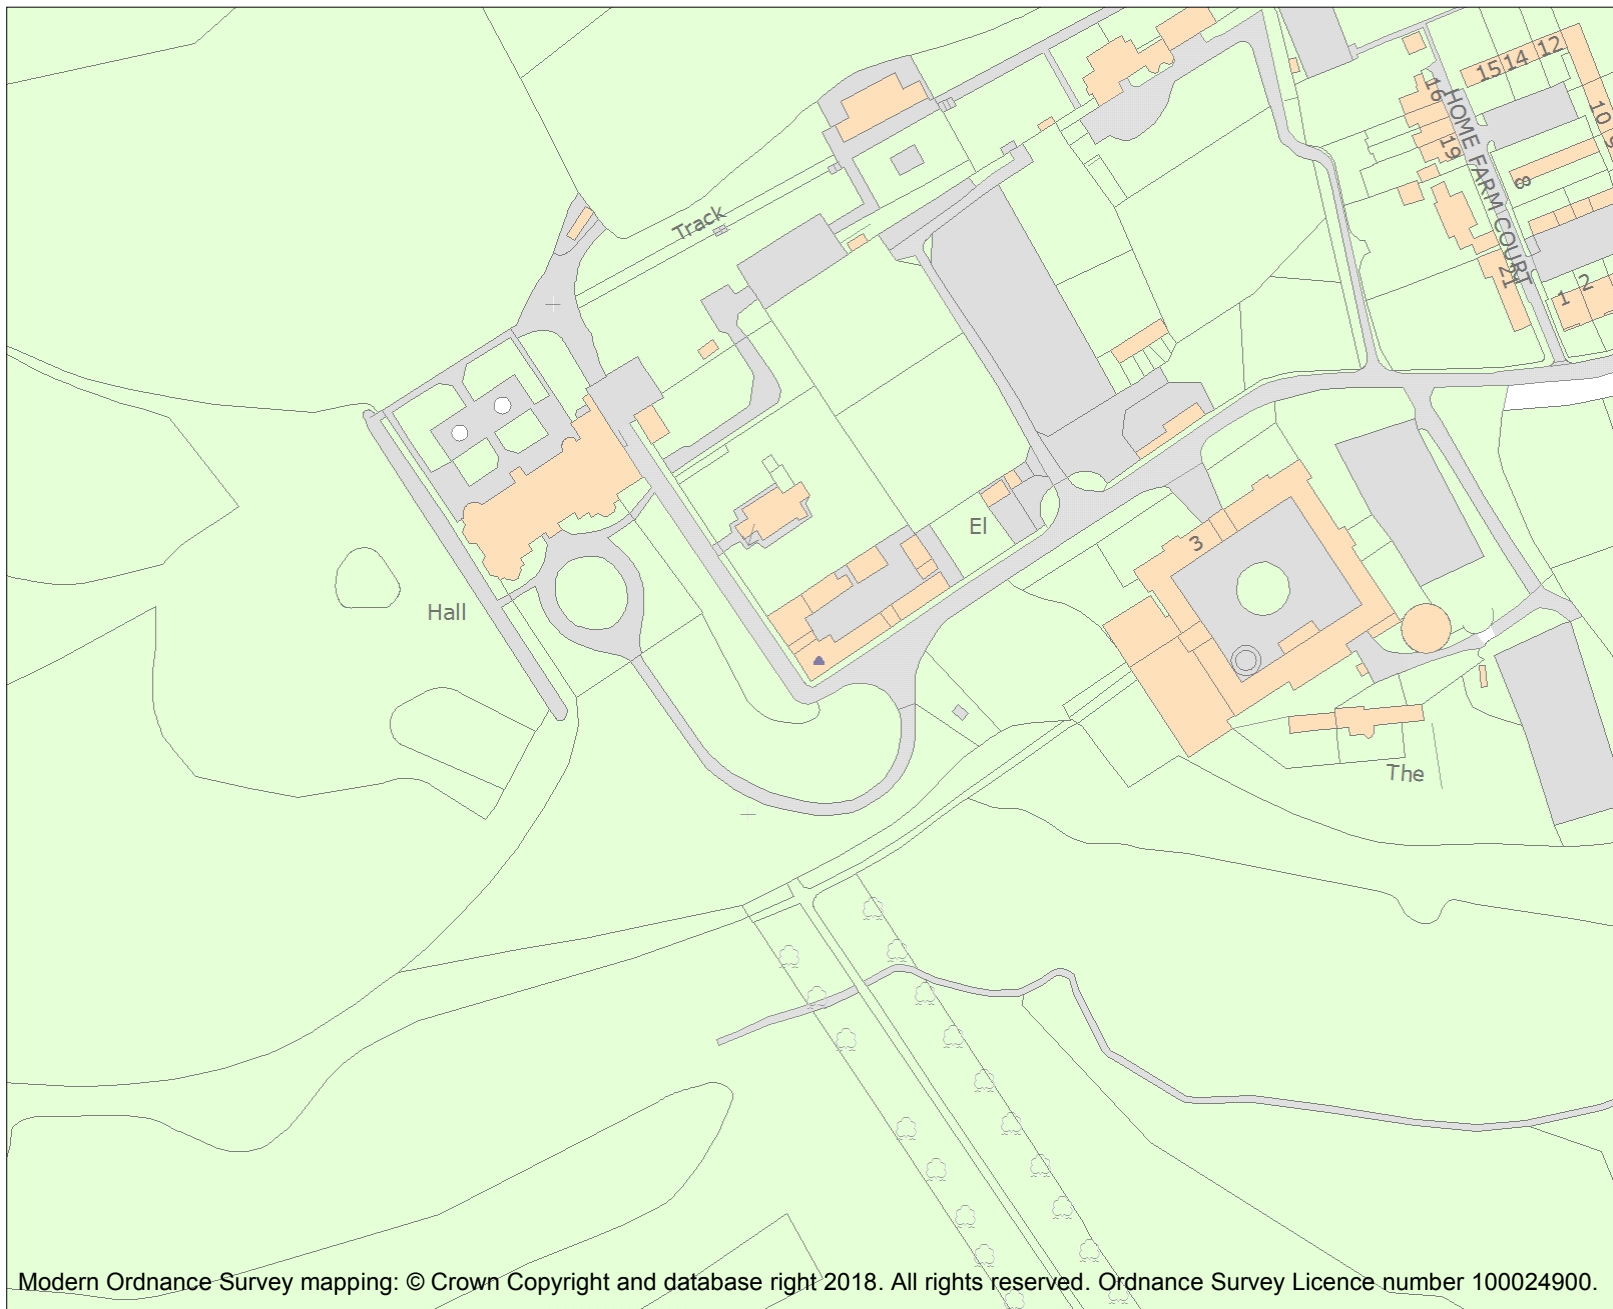 12
14
15
16
10
HOME FARM COURT
19
8
Track
21
2
1
El
3
Hall
The
Modern Ordnance Survey mapping: © Crown Copyright and database right 2018. All rights reserved. Ordnance Survey Licence number 100024900.